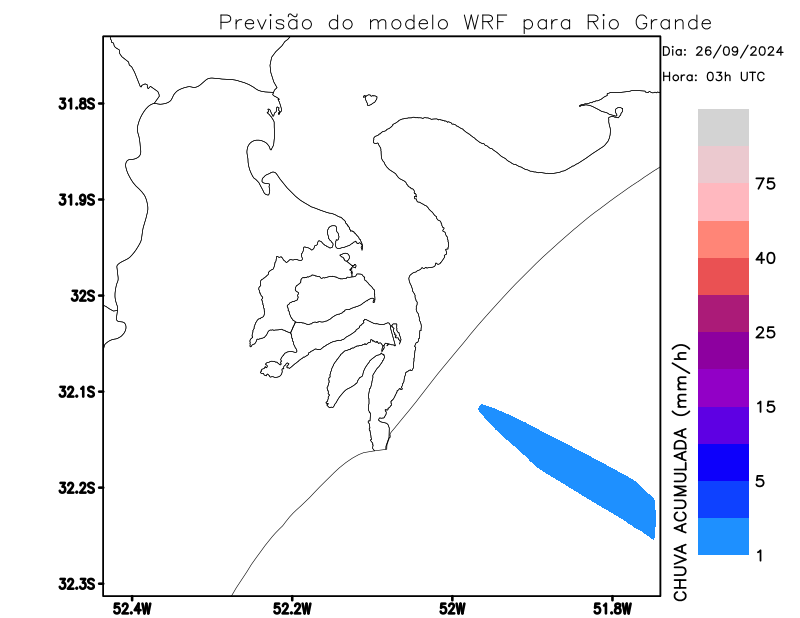 Previsão do modelo WRF para Rio Grande
Dia: 26/09/2024
Hora: 03h UTC
31.8S
31.9S
32S
32.1S
32.2S
32.3S
52.4W
52.2W
52W
51.8W
75
40
25
15
5
1
CHUVA ACUMULADA (mm/h)